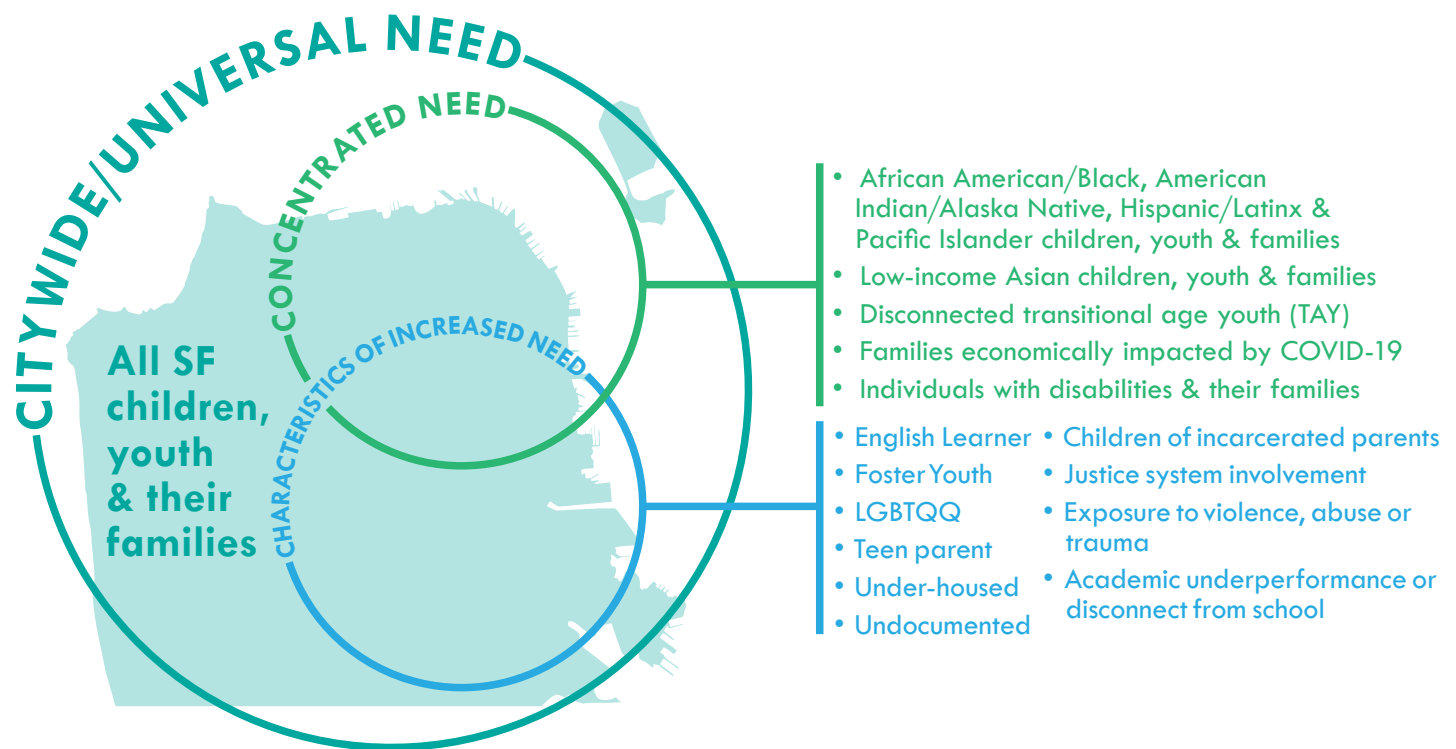 CITYWIDE/UNIVERSAL NEED
CONCENTRATED NEED
CHARACTERISTICS OF INCREASED NEED
All SF
children,
youth
& their
families
• African American/Black, American
Indian/Alaska Native, Hispanic/Latinx &
Pacific Islander children, youth & families
• Low-income Asian children, youth & families
• Disconnected transitional age youth (TAY)
• Families economically impacted by COVID-19
• Individuals with disabilities & their families
• English Learner
• Foster Youth
• LGBTQQ
• Teen parent
• Under-housed
• Undocumented
• Children of incarcerated parents
• Justice system involvement
• Exposure to violence, abuse or
trauma
• Academic underperformance or
disconnect from school